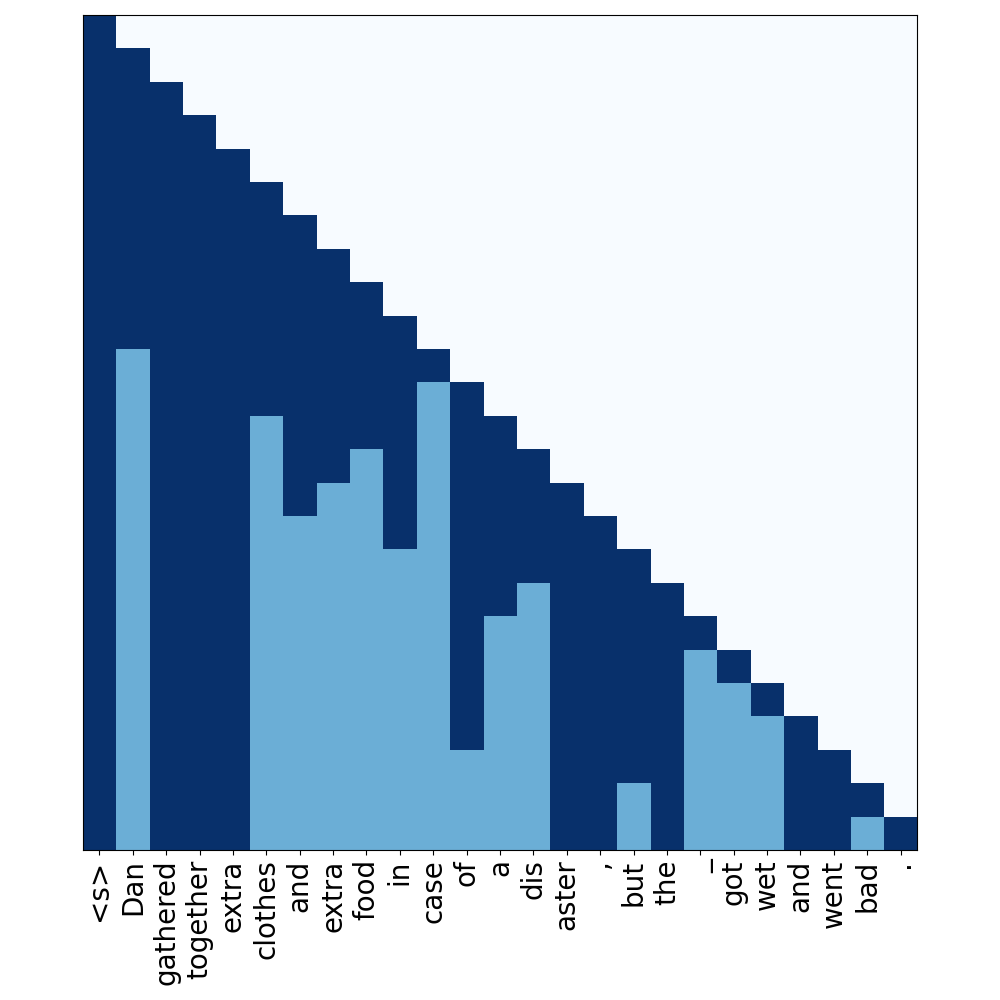 <s>
Dan
gathered
together
extra
clothes
and
extra
food
in
case
of
a
dis
aster
,
but
the
_
got
wet
and
went
bad
.